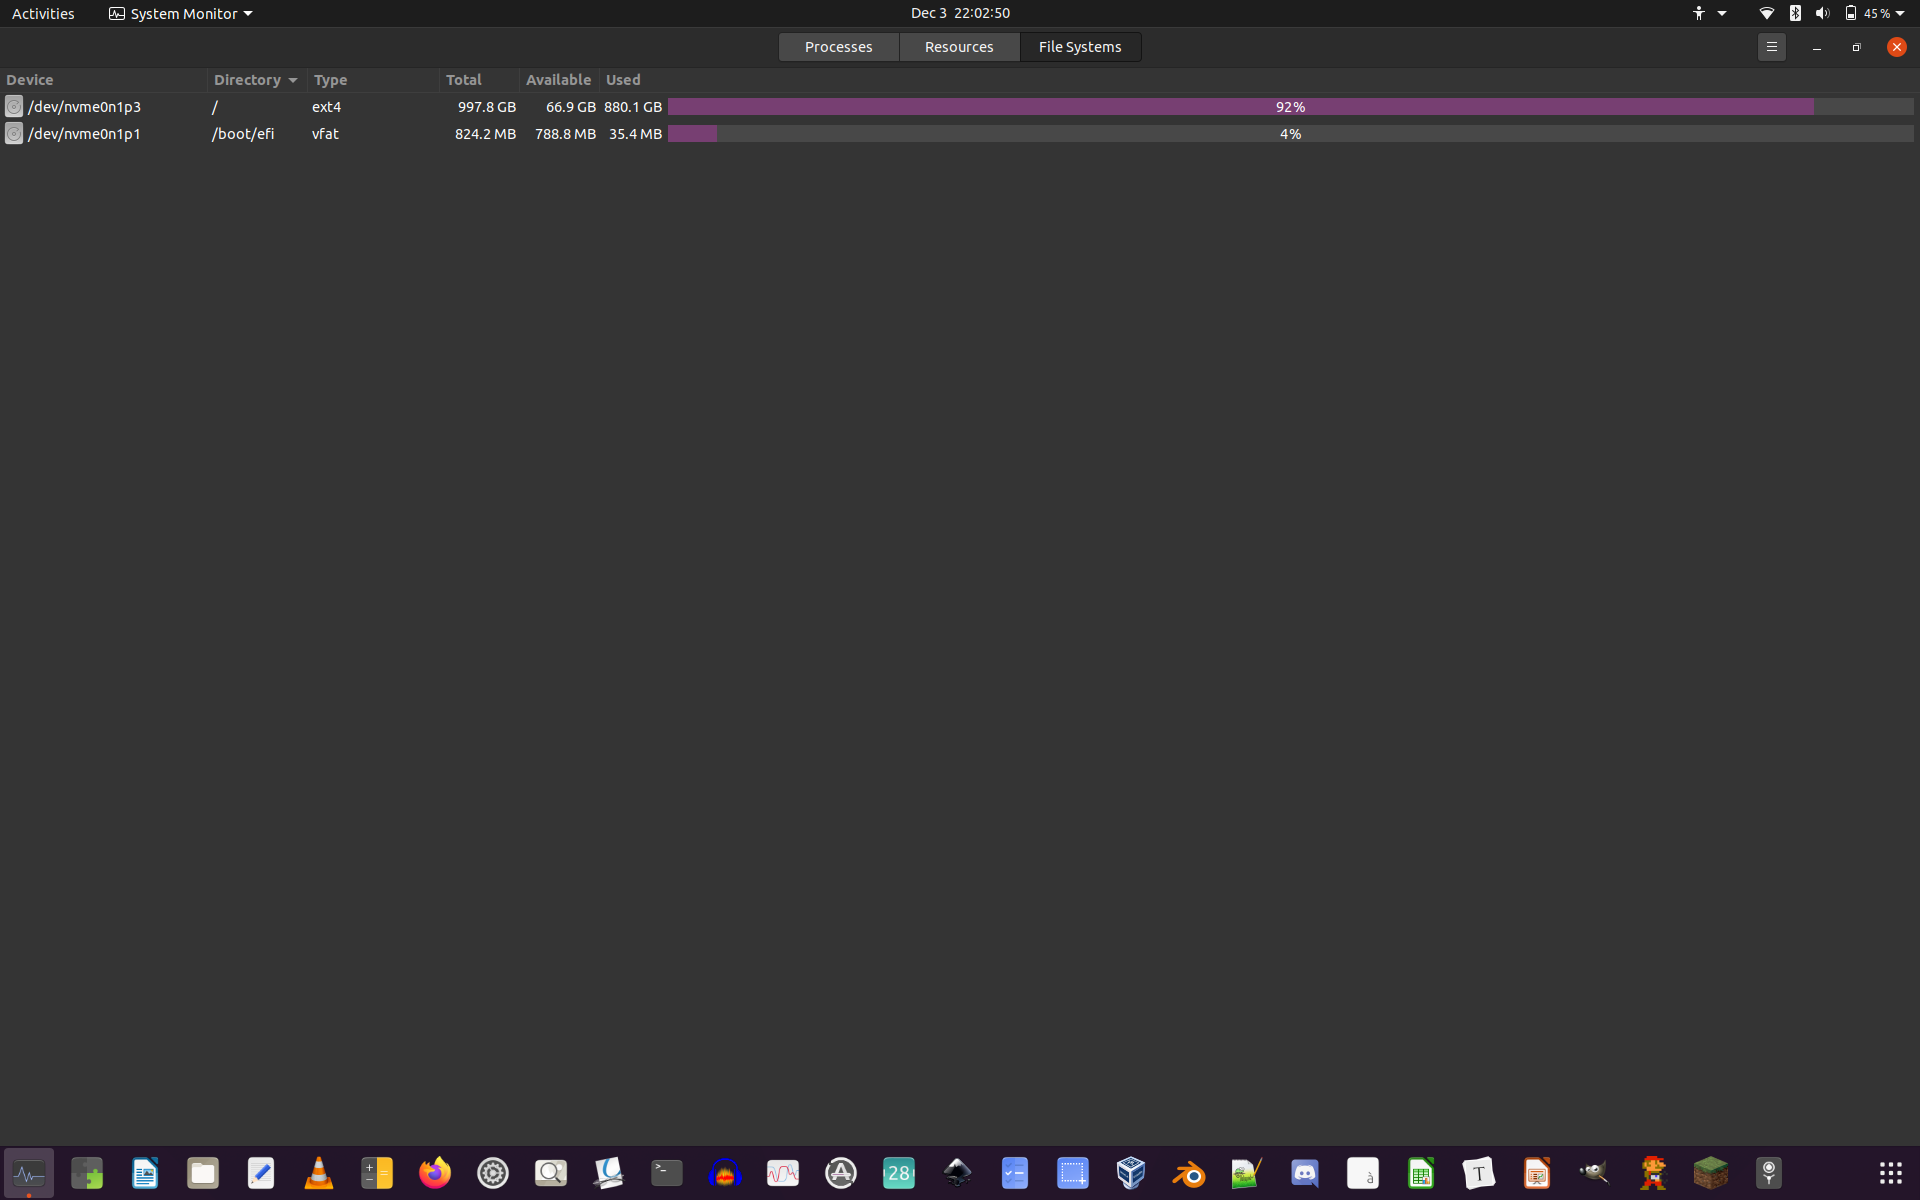 Activities System Monitor Dec 3 22:02:50 45 %
Processes Resources File Systems
Device Directory Type Total Available Used
/dev/nvme0n1p3 / ext4 997.8 GB 66.9 GB 880.1 GB 92%
/dev/nvme0n1p1 /boot/efi vfat 824.2 MB 788.8 MB 35.4 MB 4%
>_ 28 à T